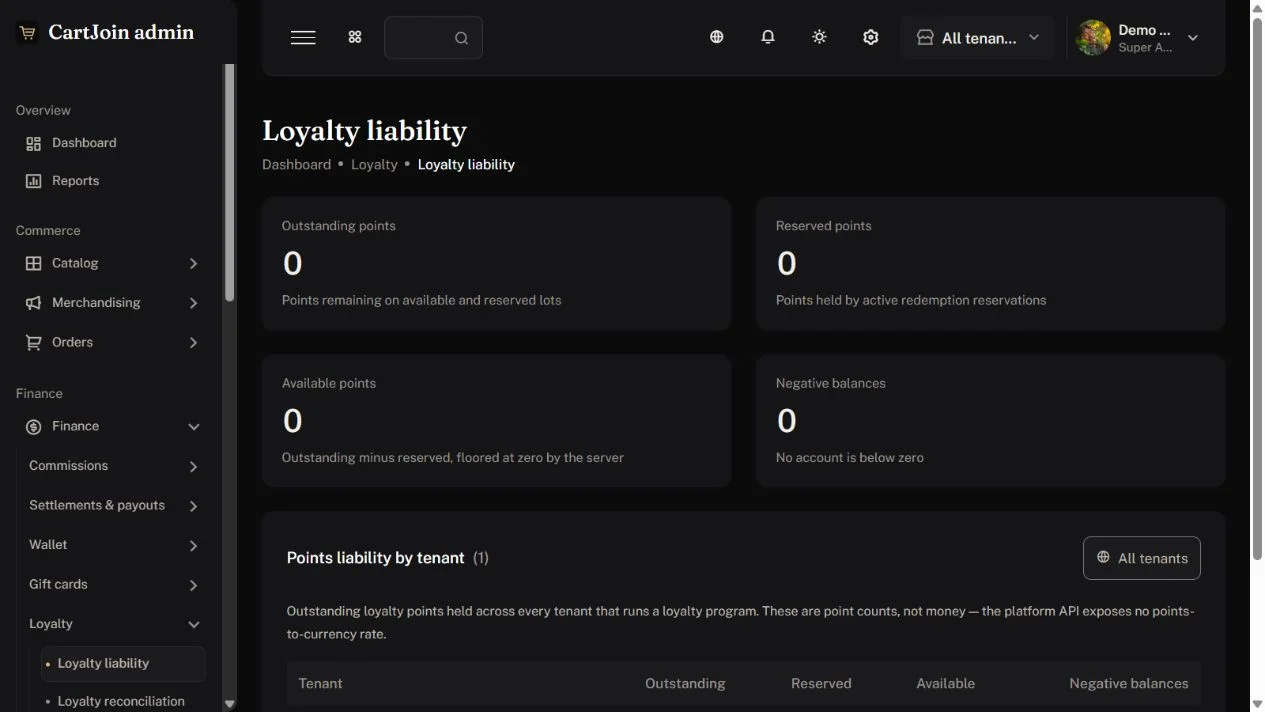 CartJoin admin
All tenan...
Demo ...
Super A...
Overview
Dashboard
Reports
Commerce
Catalog
Merchandising
Orders
Finance
Finance
Commissions
Settlements & payouts
Wallet
Gift cards
Loyalty
Loyalty liability
Loyalty reconciliation
Loyalty liability
Dashboard • Loyalty • Loyalty liability
Outstanding points
0
Points remaining on available and reserved lots
Reserved points
0
Points held by active redemption reservations
Available points
0
Outstanding minus reserved, floored at zero by the server
Negative balances
0
No account is below zero
Points liability by tenant (1)
All tenants
Outstanding loyalty points held across every tenant that runs a loyalty program. These are point counts, not money — the platform API exposes no points-
to-currency rate.
Tenant Outstanding Reserved Available Negative balances